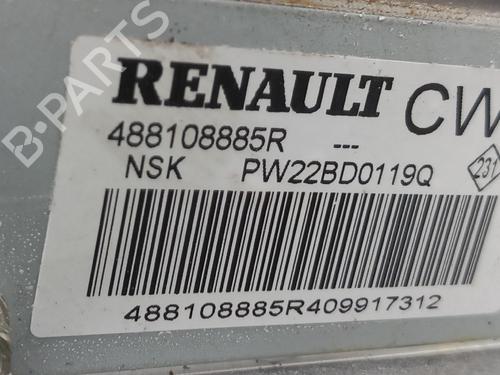 RENAULT CW
488108885R ---
NSK PW22BD0119Q
231
488108885R409917312
B-PARTS